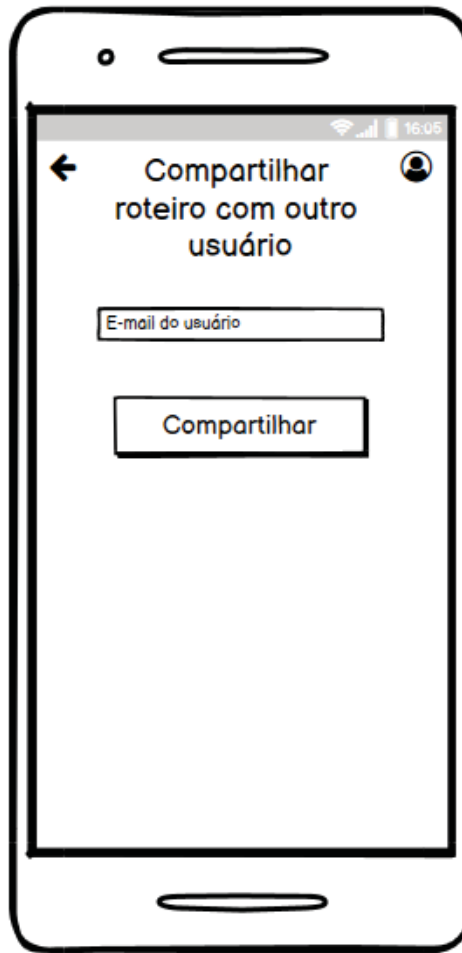 16:05
Compartilhar
roteiro com outro
usuário
E-mail do usuário
Compartilhar